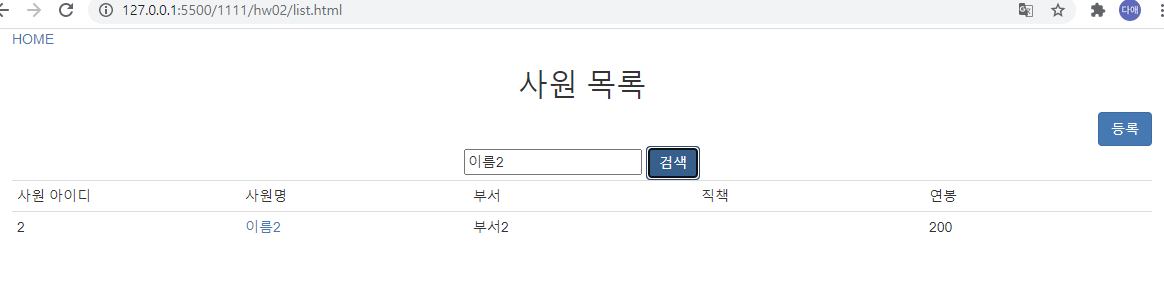 127.0.0.1:5500/1111/hw02/list.html 다애
HOME
사원 목록
등록
이름2 검색
사원 아이디 사원명 부서 직책 연봉
2 이름2 부서2 200